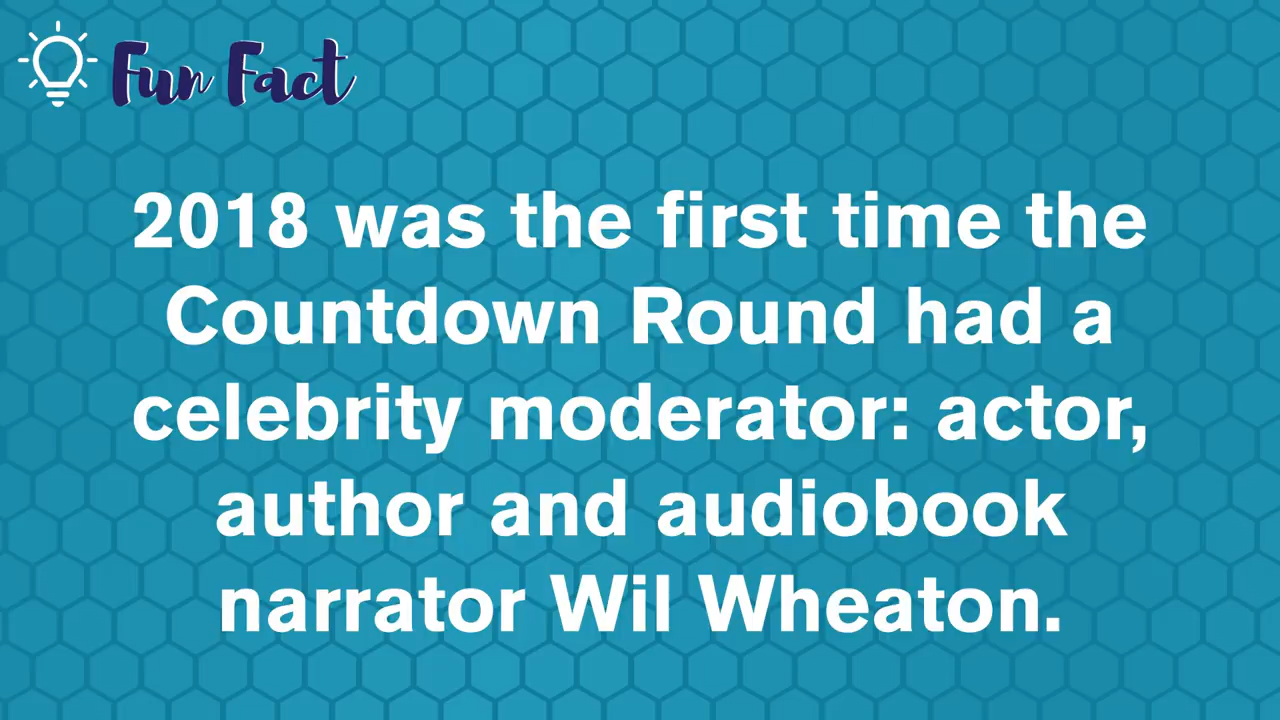 Fun Fact
2018 was the first time the
Countdown Round had a
celebrity moderator: actor,
author and audiobook
narrator Wil Wheaton.